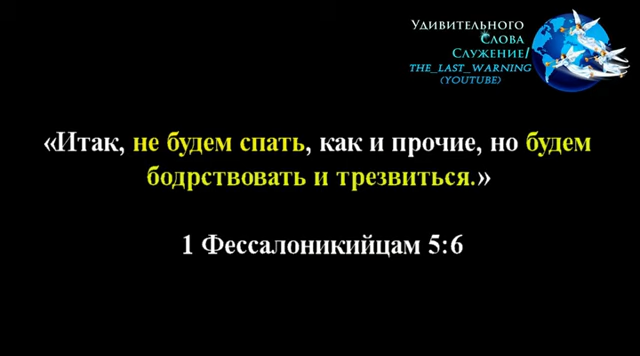 Удивительного
Слова
Служение/
THE_LAST_WARNING
(YOUTUBE)
«Итак, не будем спать, как и прочие, но будем
бодрствовать и трезвиться.»
1 Фессалоникийцам 5:6